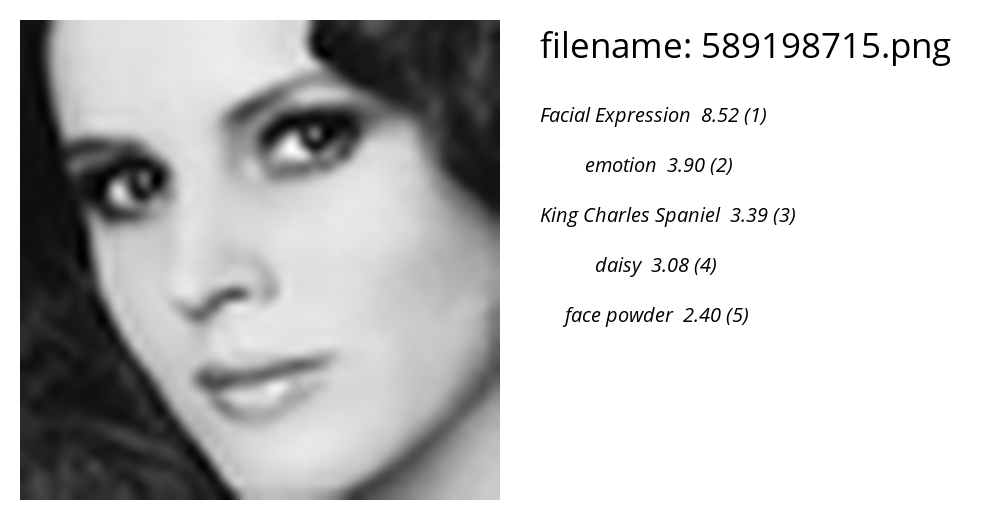 filename: 589198715.png
Facial Expression 8.52 (1)
emotion 3.90 (2)
King Charles Spaniel 3.39 (3)
daisy 3.08 (4)
face powder 2.40 (5)